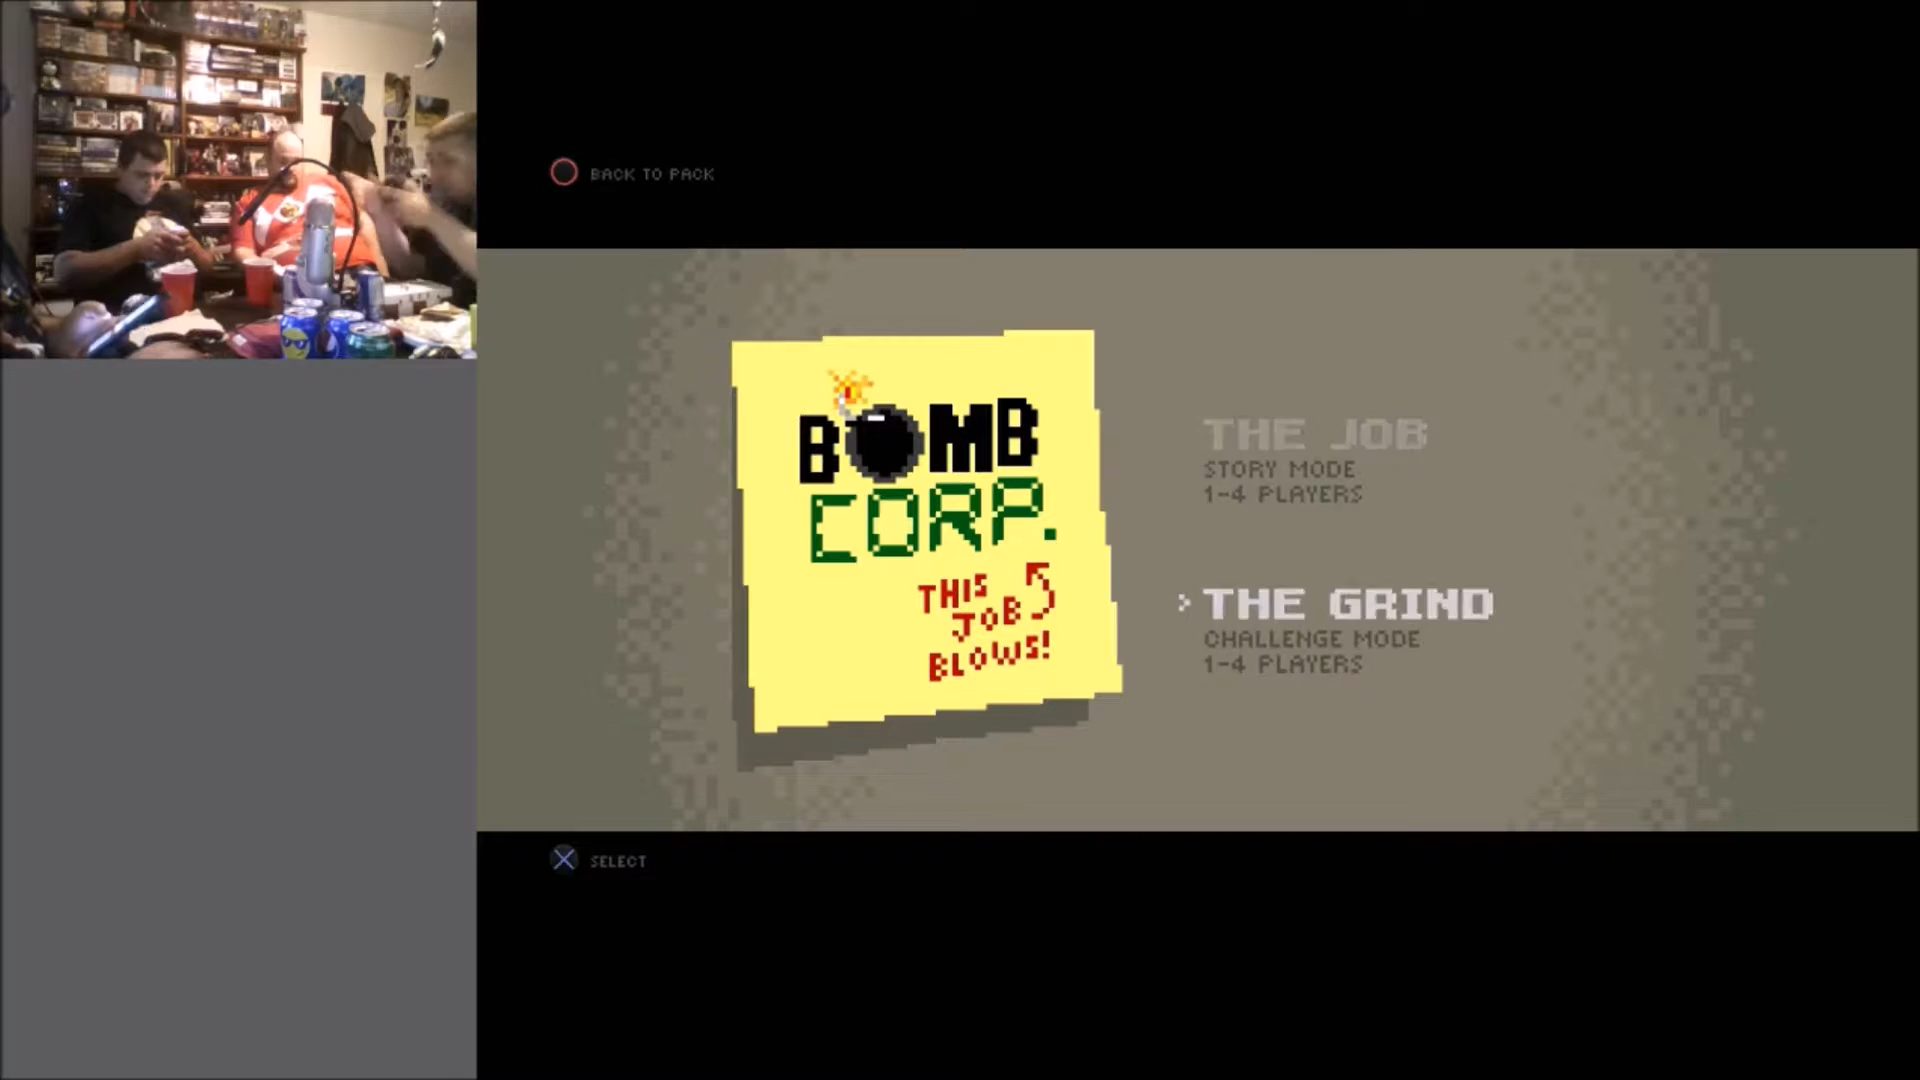 BACK TO PACK
BOMB
CORP.
THIS
JOB
BLOWS!
THE JOB
STORY MODE
1-4 PLAYERS
> THE GRIND
CHALLENGE MODE
1-4 PLAYERS
SELECT